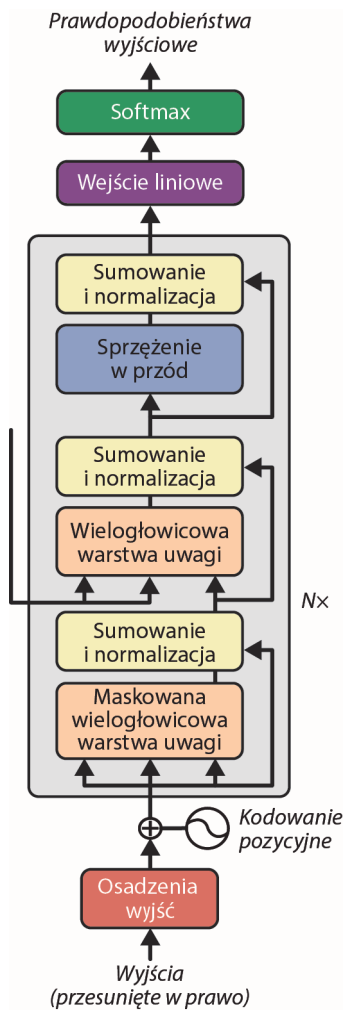 Prawdopodobieństwa
wyjściowe
Softmax
Wejście liniowe
Sumowanie
i normalizacja
Sprzężenie
w przód
Sumowanie
i normalizacja
Wielogłowicowa
warstwa uwagi
N×
Sumowanie
i normalizacja
Maskowana
wielogłowicowa
warstwa uwagi
Kodowanie
pozycyjne
Osadzenia
wyjść
Wyjścia
(przesunięte w prawo)